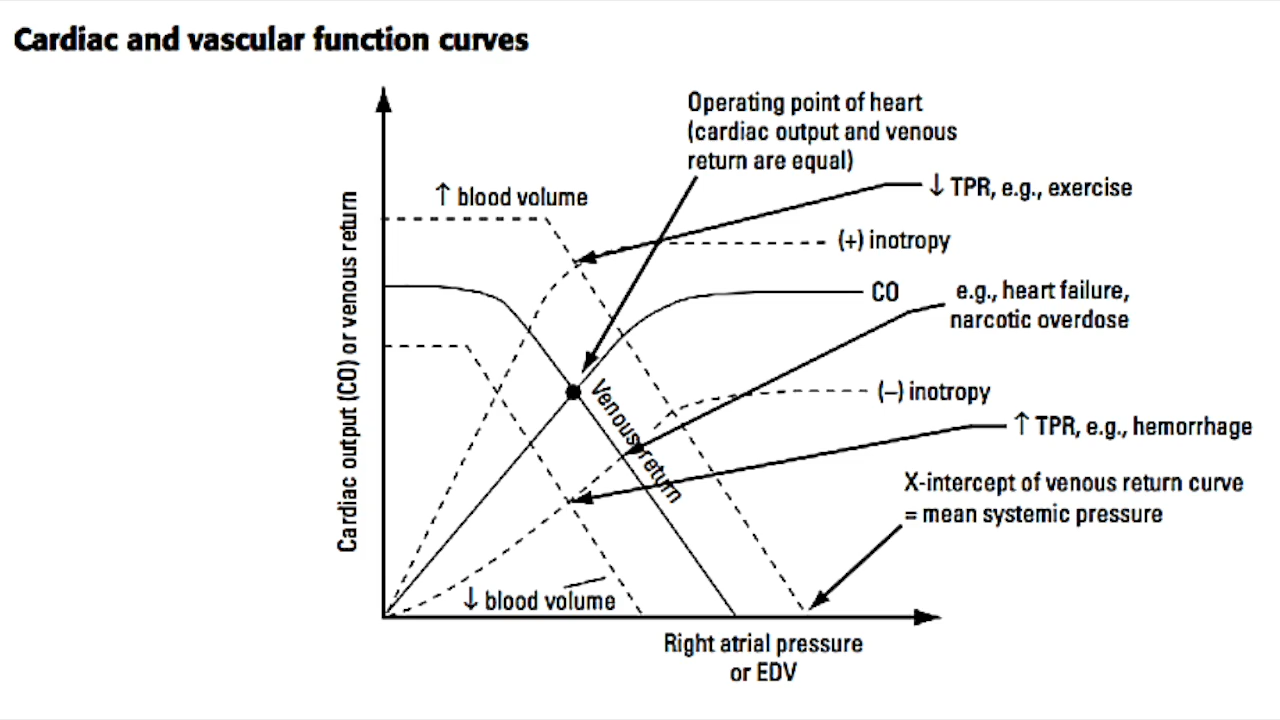 Cardiac and vascular function curves
Operating point of heart
(cardiac output and venous
return are equal)
↑ blood volume
↓ TPR, e.g., exercise
(+) inotropy
CO
e.g., heart failure,
narcotic overdose
Cardiac output (CO) or venous return
Venous return
(–) inotropy
↑ TPR, e.g., hemorrhage
X-intercept of venous return curve
= mean systemic pressure
↓ blood volume
Right atrial pressure
or EDV